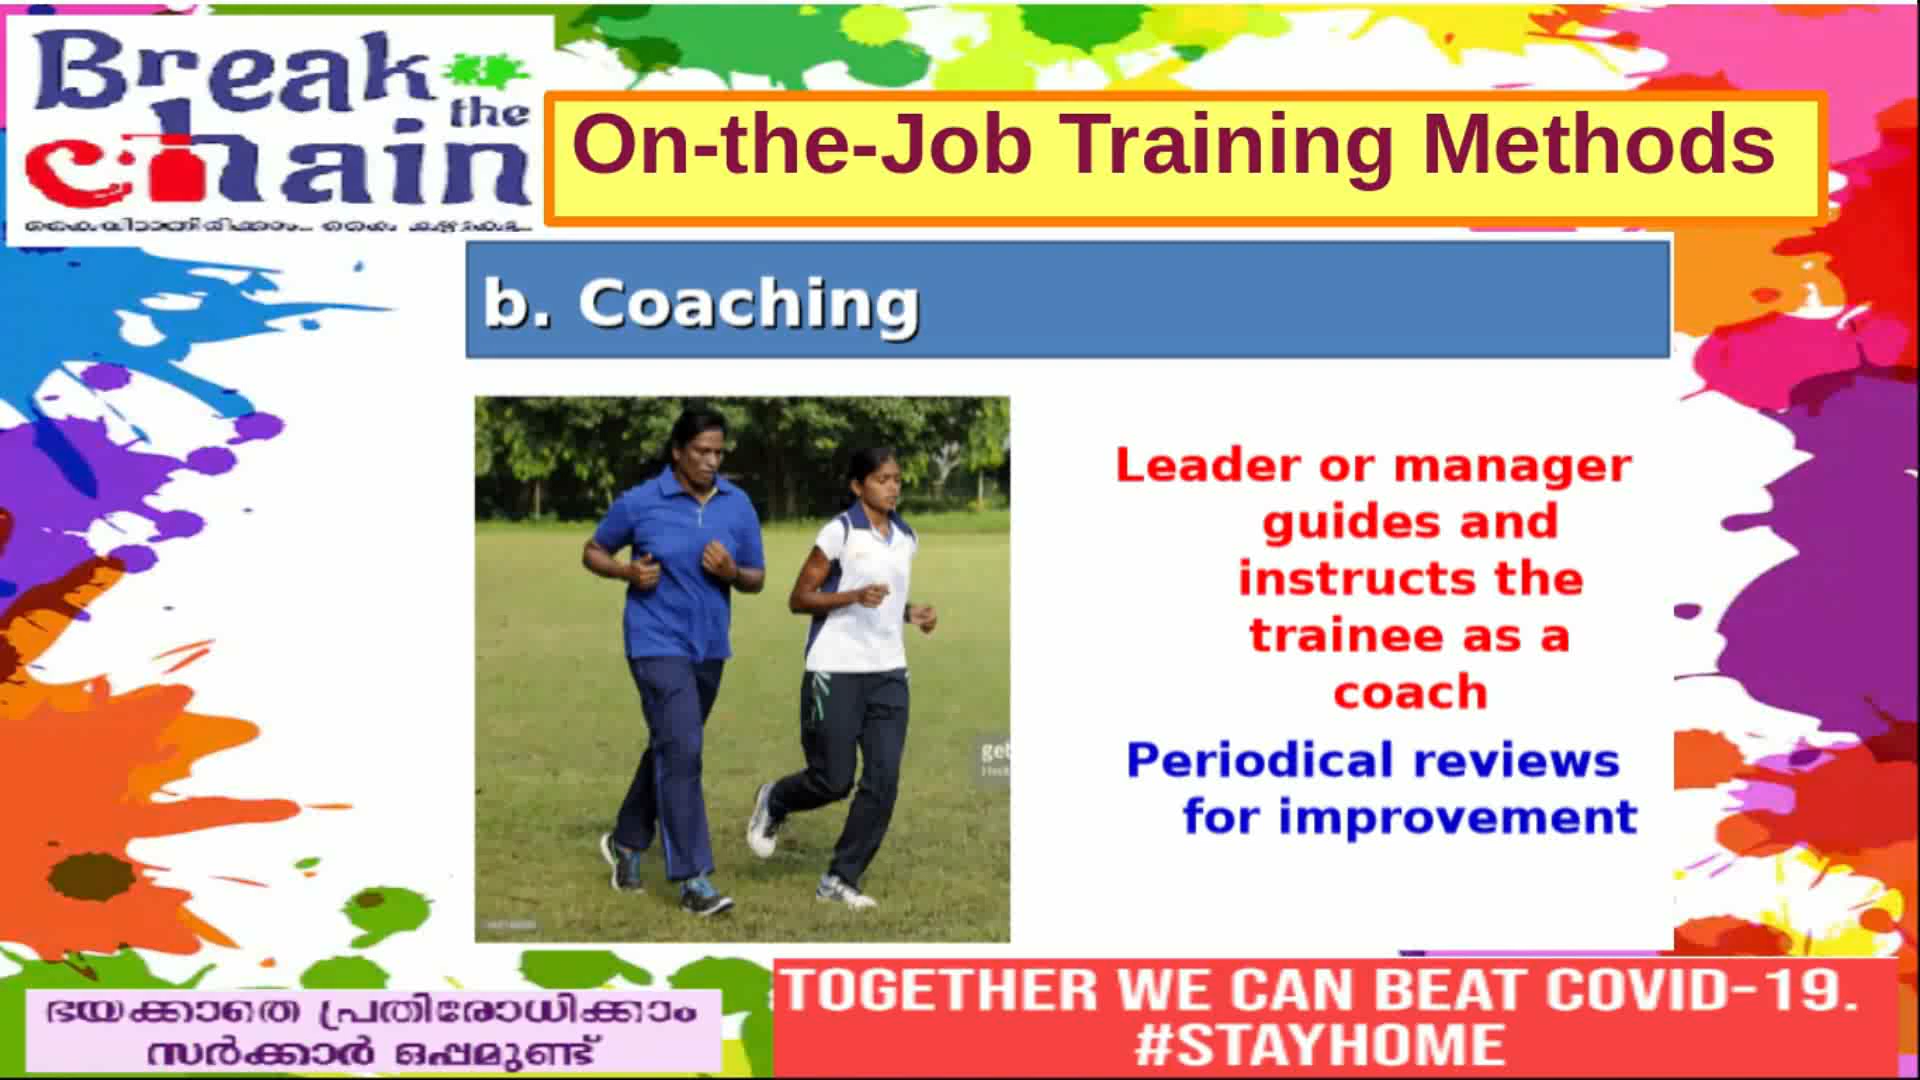 Break
the
chain
On-the-Job Training Methods
b. Coaching
Leader or manager
guides and
instructs the
trainee as a
coach
Periodical reviews
for improvement
ഭയക്കാതെ പ്രതിരോധിക്കാം
സർക്കാർ ഒപ്പമുണ്ട്
TOGETHER WE CAN BEAT COVID-19.
#STAYHOME